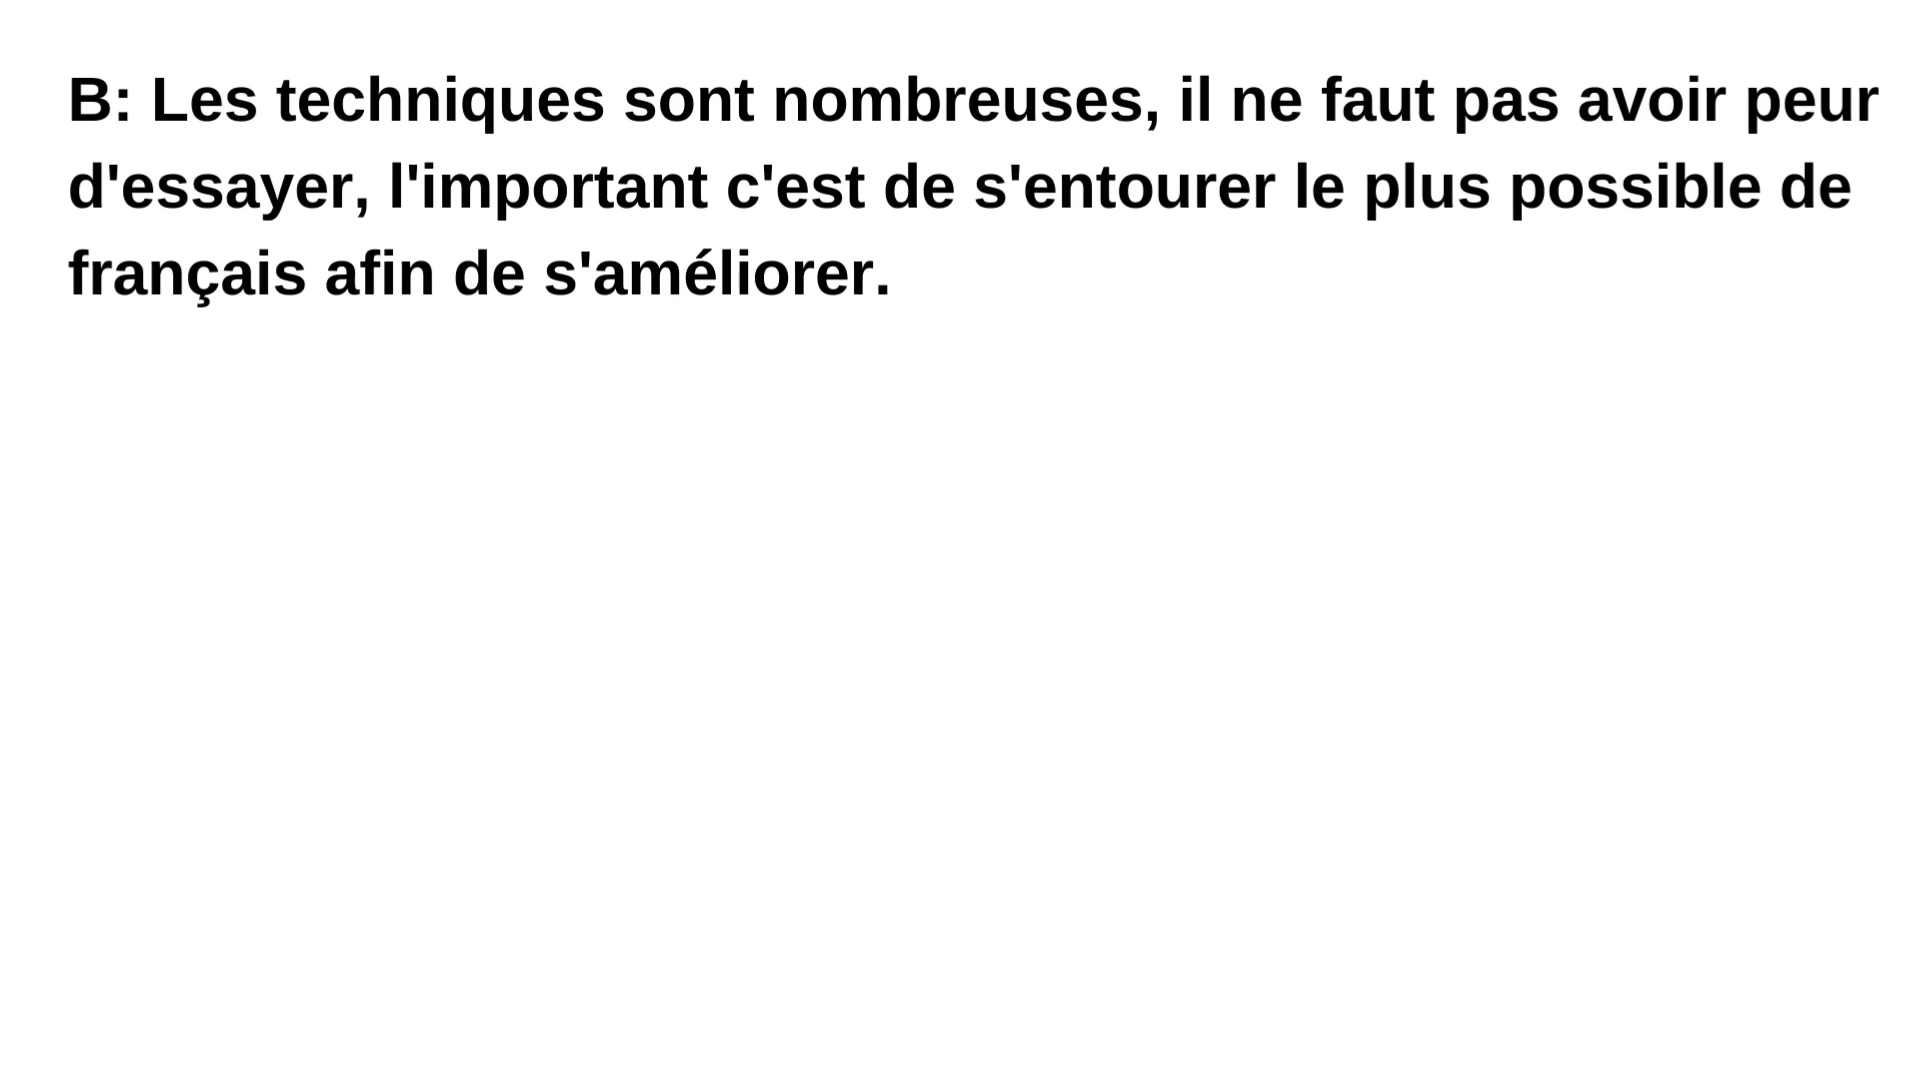 B: Les techniques sont nombreuses, il ne faut pas avoir peur
d'essayer, l'important c'est de s'entourer le plus possible de
français afin de s'améliorer.